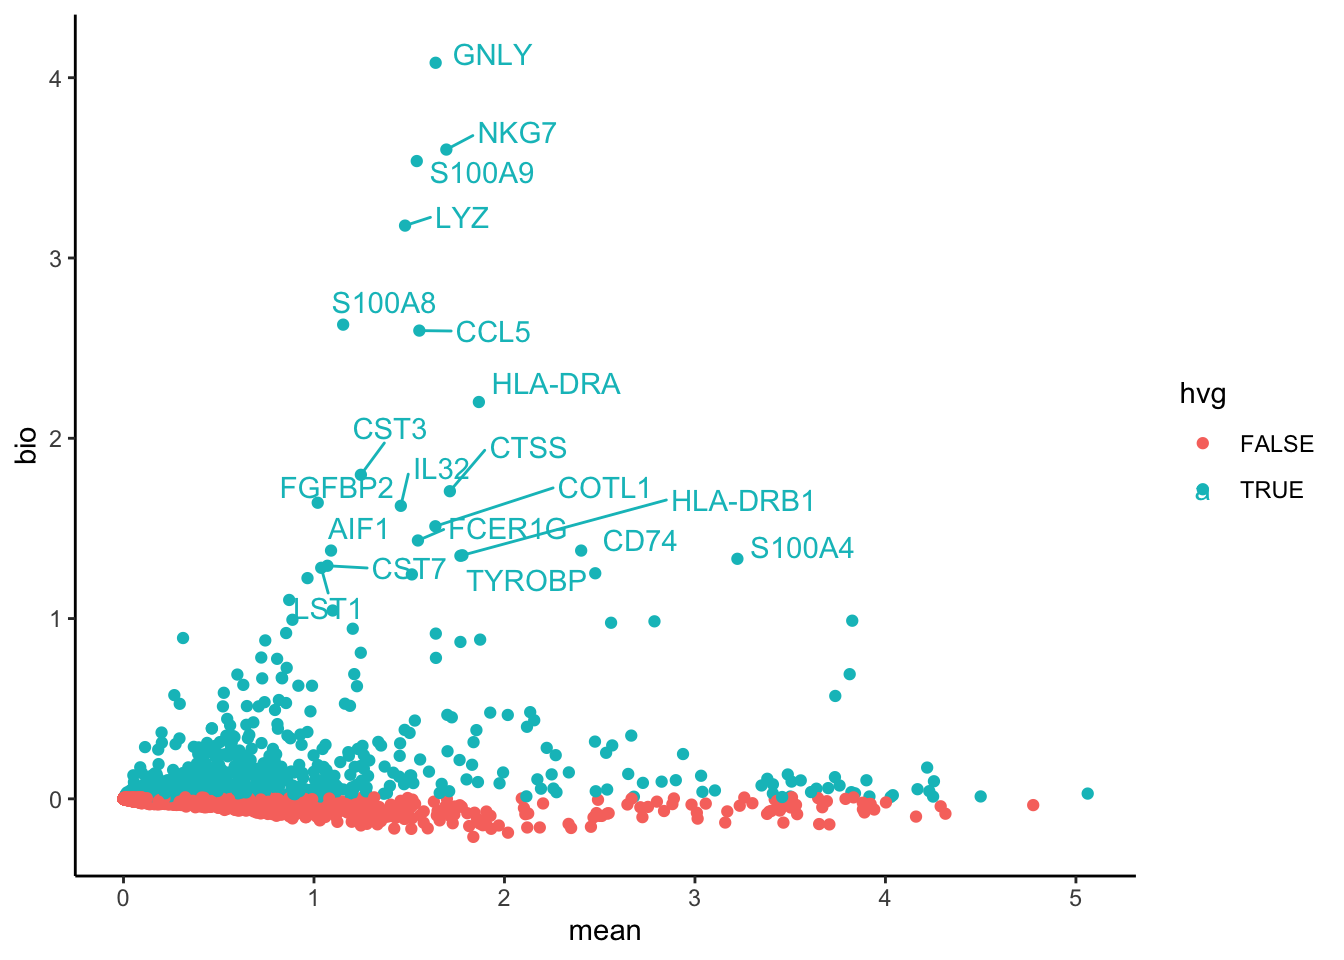 GNLY
NKG7
S100A9
LYZ
S100A8
CCL5
HLA-DRA
CST3
CTSS
IL32
FGFBP2
COTL1
HLA-DRB1
AIF1
FCER1G
CD74
S100A4
CST7
TYROBP
LST1
4
3
2
1
0
bio
0
1
2
3
4
5
mean
hvg
FALSE
a
TRUE